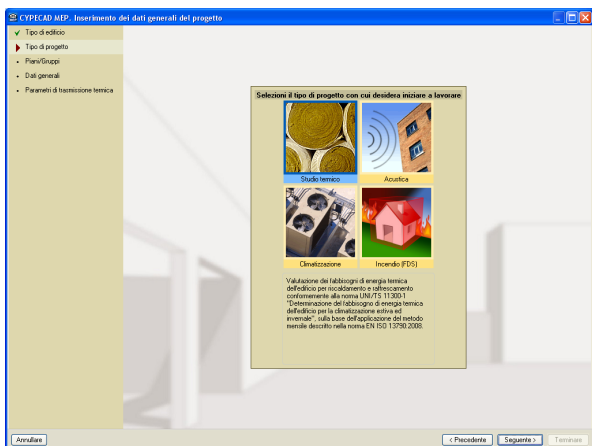 CYPECAD MEP. Inserimento dei dati generali del progetto
Tipo di edificio
Tipo di progetto
Piani/Gruppi
Dati generali
Parametri di trasmissione termica
Selezioni il tipo di progetto con cui desidera iniziare a lavorare
Studio termico
Acustica
Climatizzazione
Incendio (FDS)
Valutazione dei fabbisogni di energia termica
dell'edificio per riscaldamento e raffrescamento
conformemente alla norma UNI/TS 11300-1
"Determinazione del fabbisogno di energia termica
dell'edificio per la climatizzazione estiva ed
invernale", sulla base dell'applicazione del metodo
mensile descritto nella norma EN ISO 13790:2008.
Annullare
< Precedente
Seguente >
Terminare